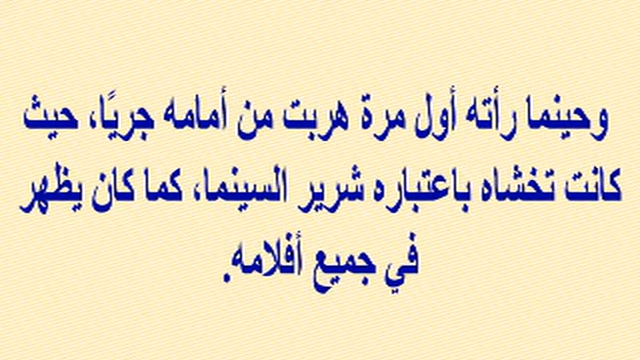 وحينما رأته أول مرة هربت من أمامه جريًا، حيث
كانت تخشاه باعتباره شرير السينما، كما كان يظهر
في جميع أفلامه.